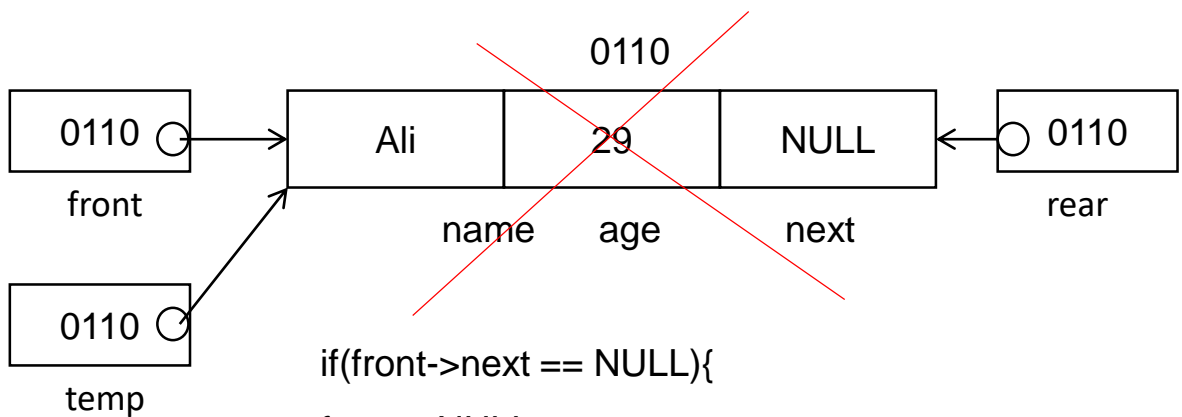 0110
0110 Ali 29 NULL 0110
front rear
name age next
0110
if(front->next == NULL){
temp